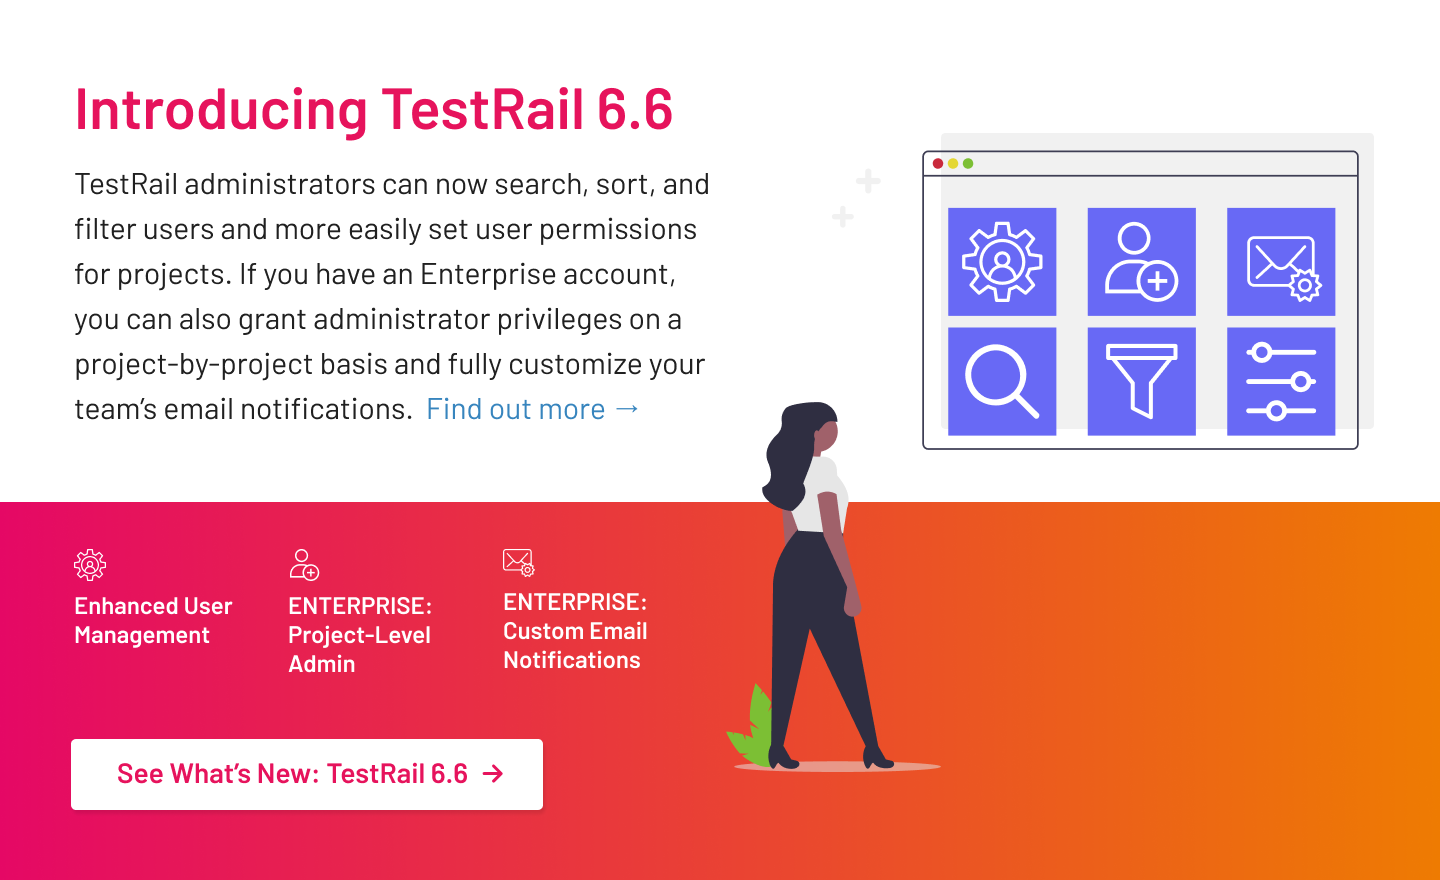 Introducing TestRail 6.6
TestRail administrators can now search, sort, and
filter users and more easily set user permissions
for projects. If you have an Enterprise account,
you can also grant administrator privileges on a
project-by-project basis and fully customize your
team’s email notifications. Find out more →
Enhanced User
Management
ENTERPRISE:
Project-Level
Admin
ENTERPRISE:
Custom Email
Notifications
See What’s New: TestRail 6.6 →